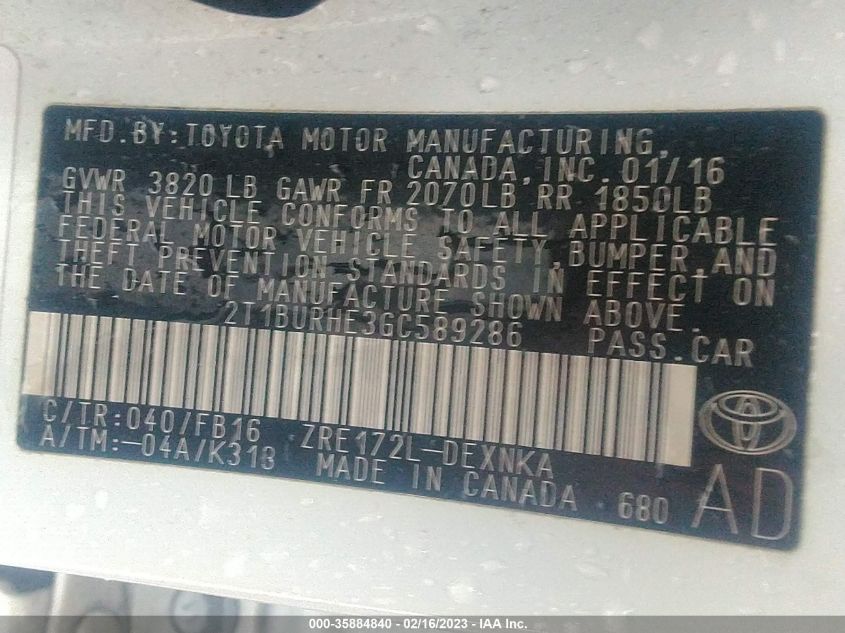 MFD.BY:TOYOTA MOTOR MANUFACTURING,
CANADA, INC. 01/16
GVWR 3820 LB GAWR FR 2070LB RR 1850LB
THIS VEHICLE CONFORMS TO ALL APPLICABLE
FEDERAL MOTOR VEHICLE SAFETY, BUMPER, AND
THEFT PREVENTION STANDARDS IN EFFECT ON
THE DATE OF MANUFACTURE SHOWN ABOVE.
2T1BURHE3GC589286 PASS.CAR
C/TR:040/FB16 ZRE172L-DEXNKA
A/TM:-04A/K313 MADE IN CANADA 680 AD
000-35884840 - 02/16/2023 - IAA Inc.